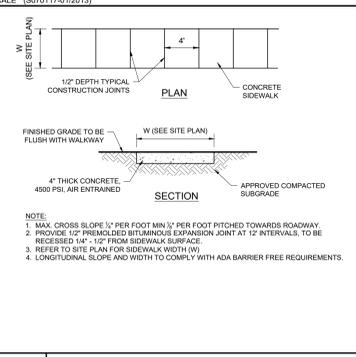 SCALE (S070117-01/2013)
W
(SEE SITE PLAN)
4'
1/2" DEPTH TYPICAL
CONSTRUCTION JOINTS
PLAN
CONCRETE
SIDEWALK
FINISHED GRADE TO BE
FLUSH WITH WALKWAY
W (SEE SITE PLAN)
4" THICK CONCRETE,
4500 PSI, AIR ENTRAINED
SECTION
APPROVED COMPACTED
SUBGRADE
NOTE:
1. MAX. CROSS SLOPE ¼" PER FOOT MIN ⅛" PER FOOT PITCHED TOWARDS ROADWAY.
2. PROVIDE 1/2" PREMOLDED BITUMINOUS EXPANSION JOINT AT 12' INTERVALS, TO BE
RECESSED 1/4" - 1/2" FROM SIDEWALK SURFACE.
3. REFER TO SITE PLAN FOR SIDEWALK WIDTH (W)
4. LONGITUDINAL SLOPE AND WIDTH TO COMPLY WITH ADA BARRIER FREE REQUIREMENTS.